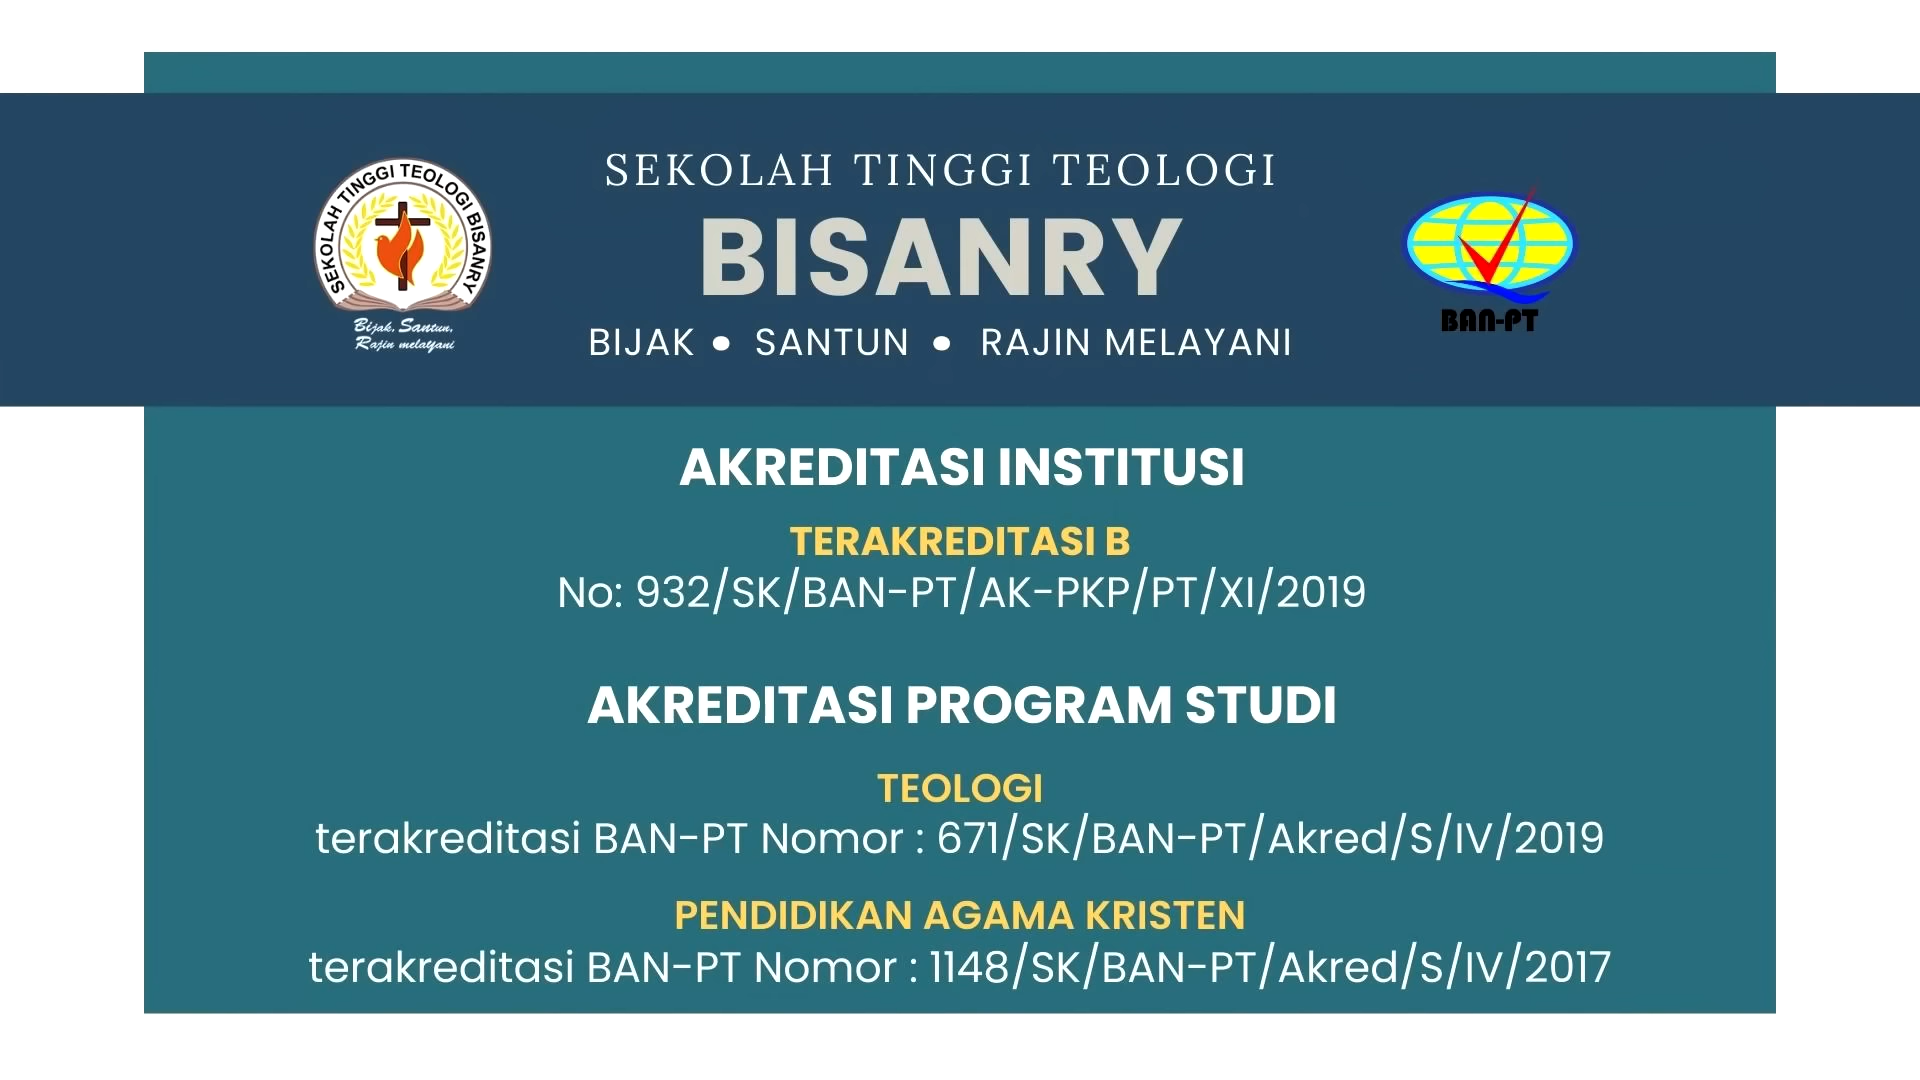 SEKOLAH TINGGI TEOLOGI BISANRY
Bijak, Santun,
Rajin melayani
SEKOLAH TINGGI TEOLOGI
BISANRY
BIJAK • SANTUN • RAJIN MELAYANI
BAN-PT
AKREDITASI INSTITUSI
TERAKREDITASI B
No: 932/SK/BAN-PT/AK-PKP/PT/XI/2019
AKREDITASI PROGRAM STUDI
TEOLOGI
terakreditasi BAN-PT Nomor : 671/SK/BAN-PT/Akred/S/IV/2019
PENDIDIKAN AGAMA KRISTEN
terakreditasi BAN-PT Nomor : 1148/SK/BAN-PT/Akred/S/IV/2017